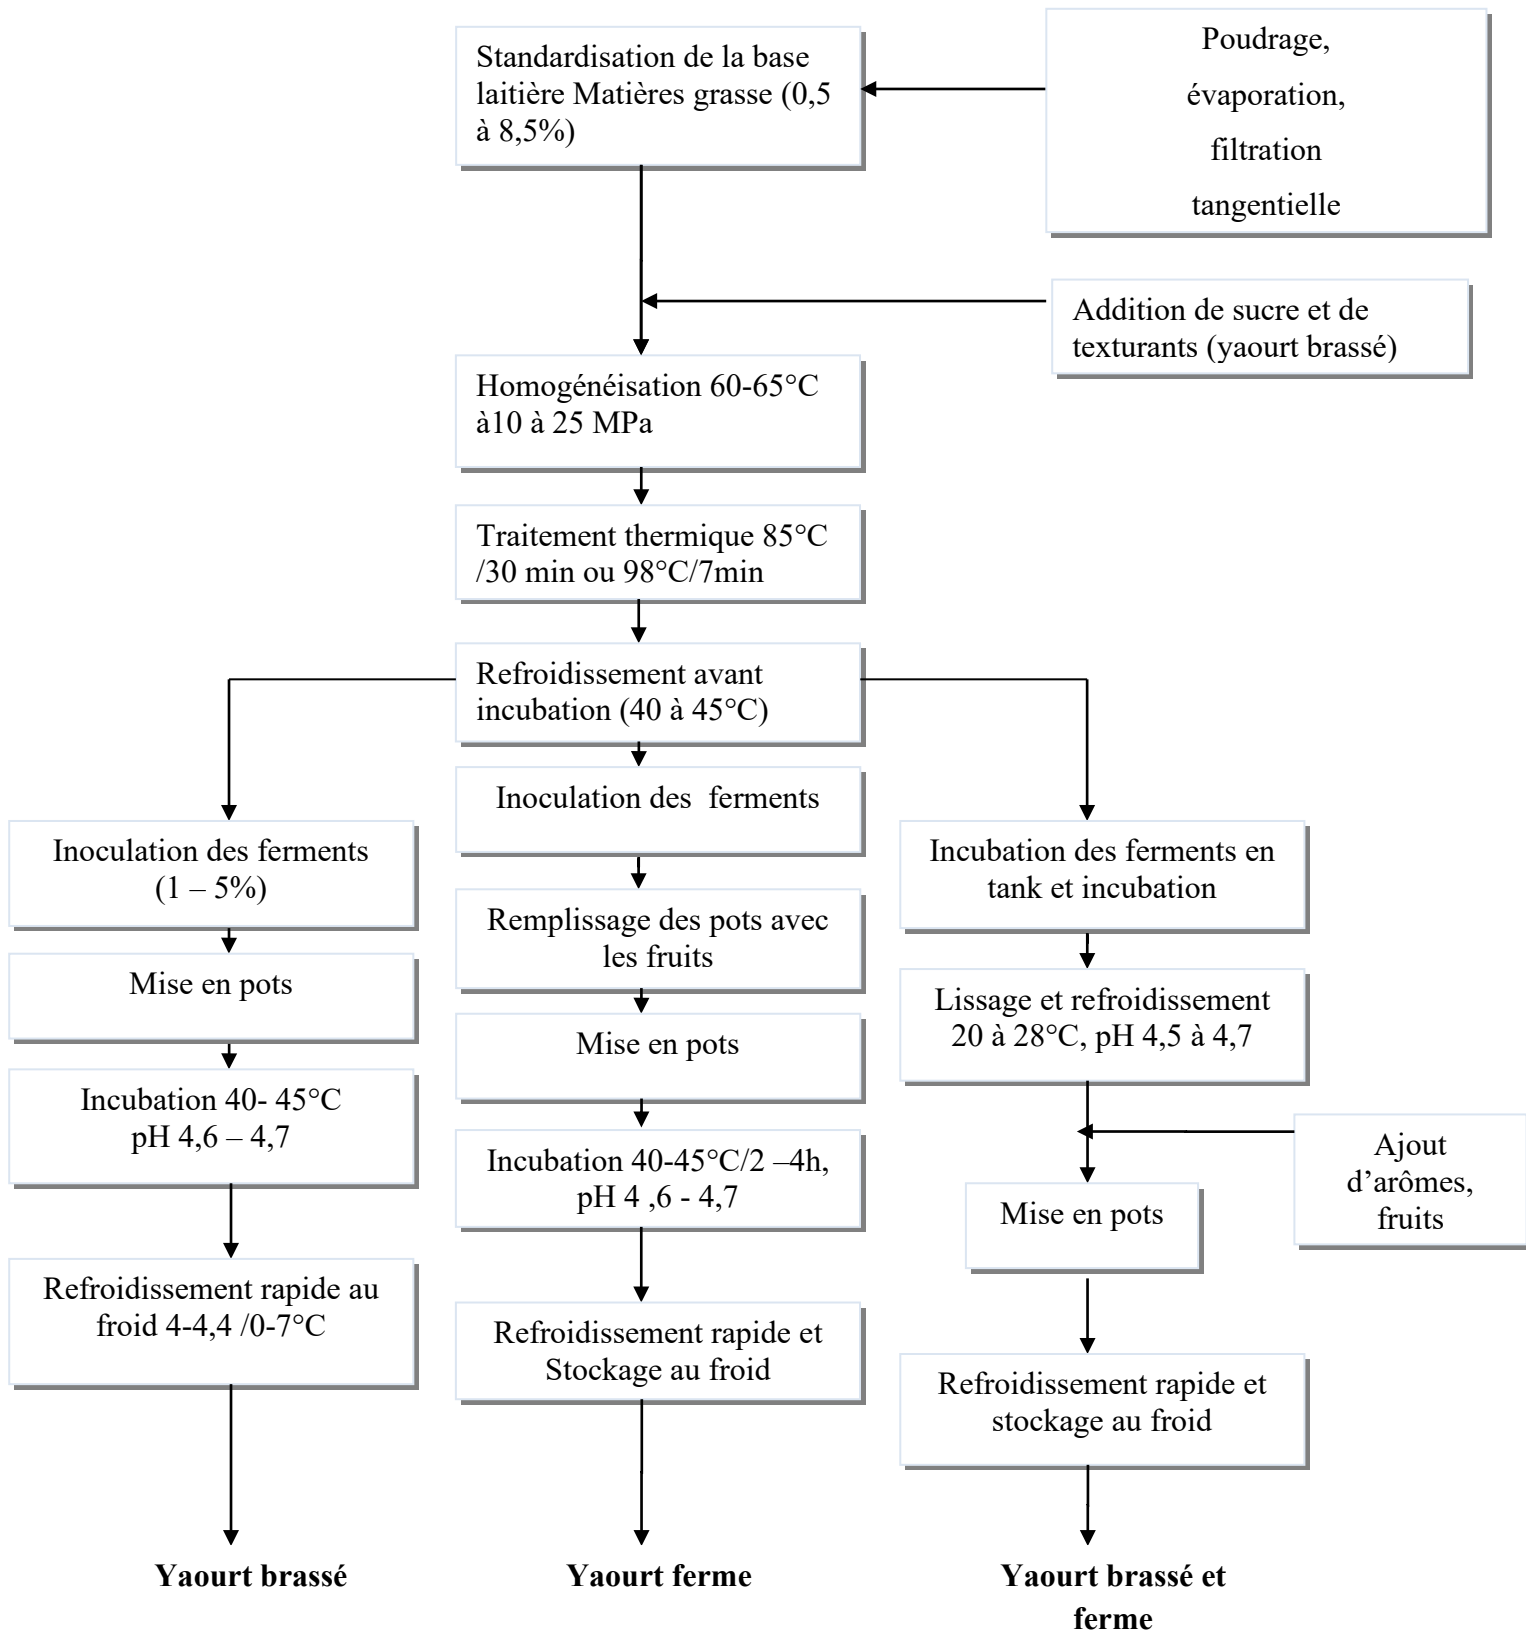 Standardisation de la base
laitière Matières grasse (0,5
à 8,5%)
Poudrage,
évaporation,
filtration
tangentielle
Addition de sucre et de
texturants (yaourt brassé)
Homogénéisation 60-65°C
à10 à 25 MPa
Traitement thermique 85°C
/30 min ou 98°C/7min
Refroidissement avant
incubation (40 à 45°C)
Inoculation des ferments
(1 – 5%)
Mise en pots
Incubation 40- 45°C
pH 4,6 – 4,7
Refroidissement rapide au
froid 4-4,4 /0-7°C
Yaourt brassé
Inoculation des  ferments
Remplissage des pots avec
les fruits
Mise en pots
Incubation 40-45°C/2 –4h,
pH 4 ,6 - 4,7
Refroidissement rapide et
Stockage au froid
Yaourt ferme
Incubation des ferments en
tank et incubation
Lissage et refroidissement
20 à 28°C, pH 4,5 à 4,7
Ajout
d’arômes,
fruits
Mise en pots
Refroidissement rapide et
stockage au froid
Yaourt brassé et
ferme